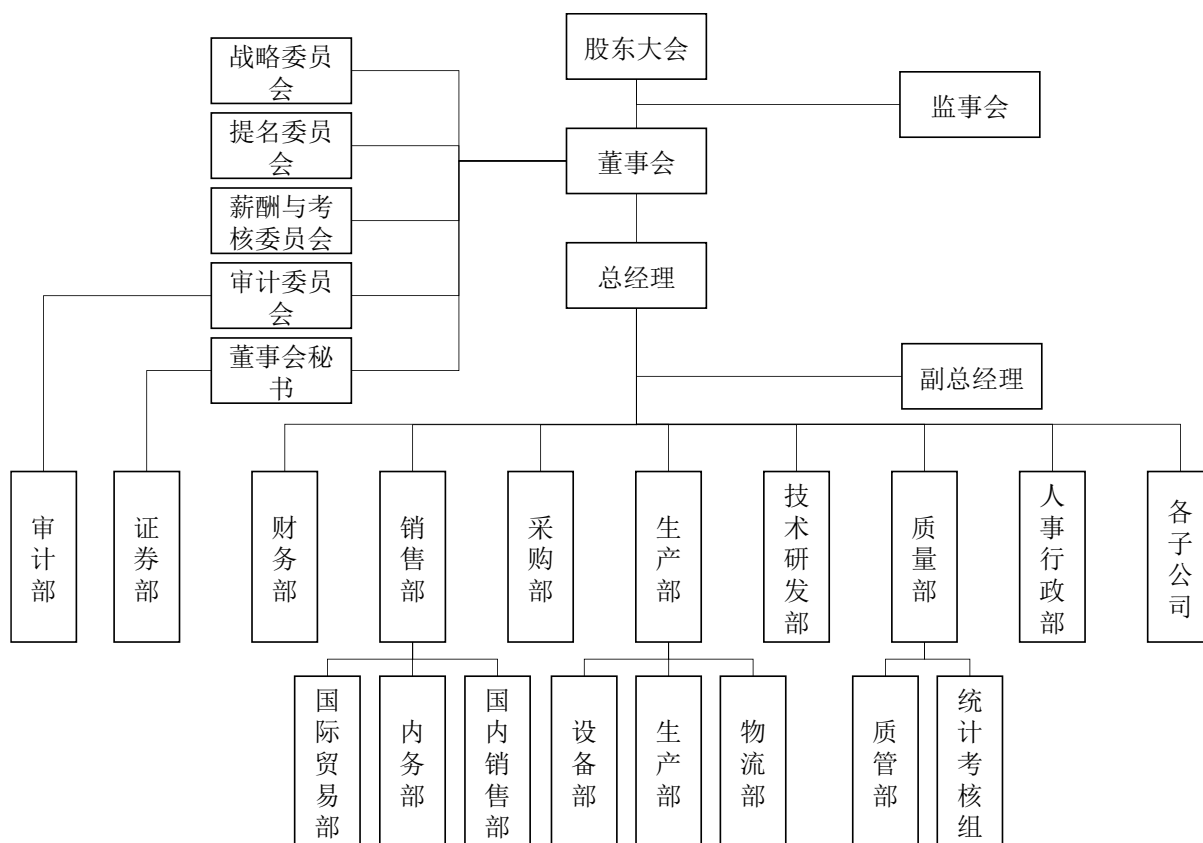 股东大会
战略委员
会
监事会
提名委员
会
董事会
薪酬与考
核委员会
总经理
审计委员
会
董事会秘
书
副总经理
审计部
证券部
财务部
销售部
采购部
生产部
技术研发部
质量部
人事行政部
各子公司
国际贸易部
内务部
国内销售部
设备部
生产部
物流部
质管部
统计考核组